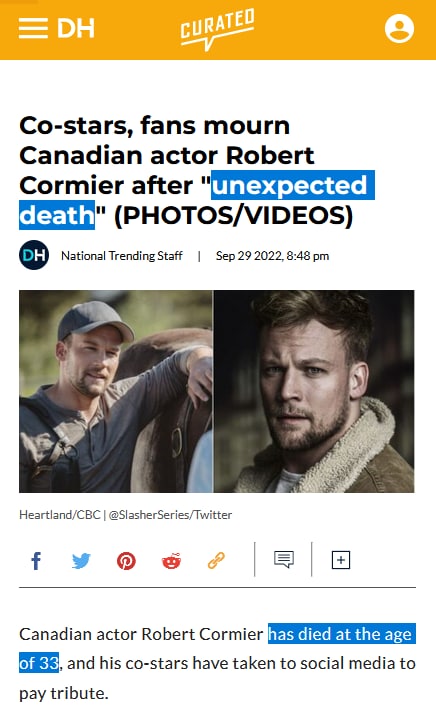 DH
CURATED
Co-stars, fans mourn
Canadian actor Robert
Cormier after "unexpected
death" (PHOTOS/VIDEOS)
DH National Trending Staff | Sep 29 2022, 8:48 pm
Heartland/CBC | @SlasherSeries/Twitter
Canadian actor Robert Cormier has died at the age
of 33, and his co-stars have taken to social media to
pay tribute.